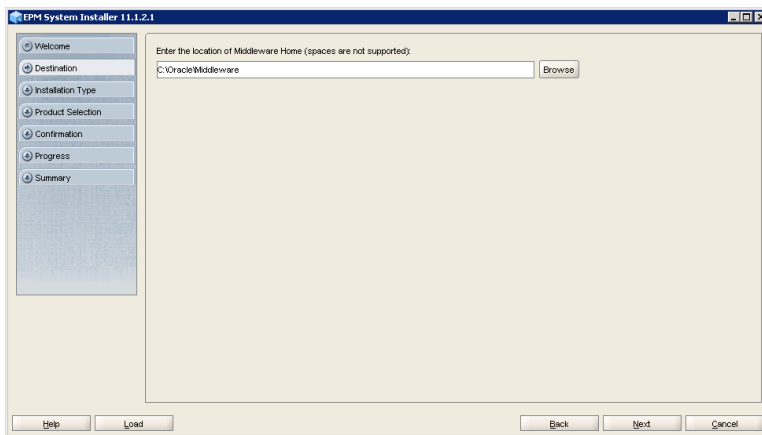 EPM System Installer 11.1.2.1
Welcome
Destination
Installation Type
Product Selection
Confirmation
Progress
Summary
Enter the location of Middleware Home (spaces are not supported):
C:\Oracle\Middleware
Browse
Help
Load
Back
Next
Cancel